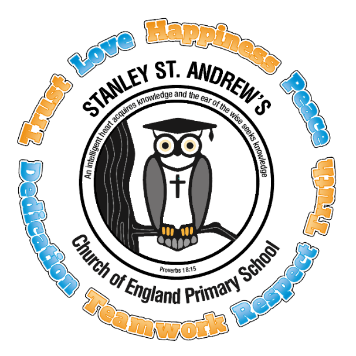 Trust Love Happiness Peace Truth Respect Teamwork Dedication
STANLEY ST. ANDREW'S
An intelligent heart acquires knowledge and the ear of the wise seeks knowledge
Proverbs 18:15
Church of England Primary School